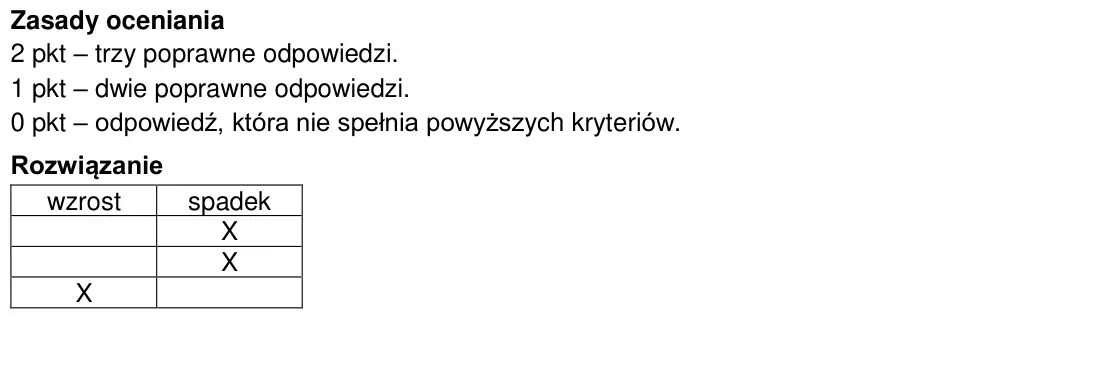 Zasady oceniania
2 pkt – trzy poprawne odpowiedzi.
1 pkt – dwie poprawne odpowiedzi.
0 pkt – odpowiedź, która nie spełnia powyższych kryteriów.
Rozwiązanie
wzrost spadek
X
X
X